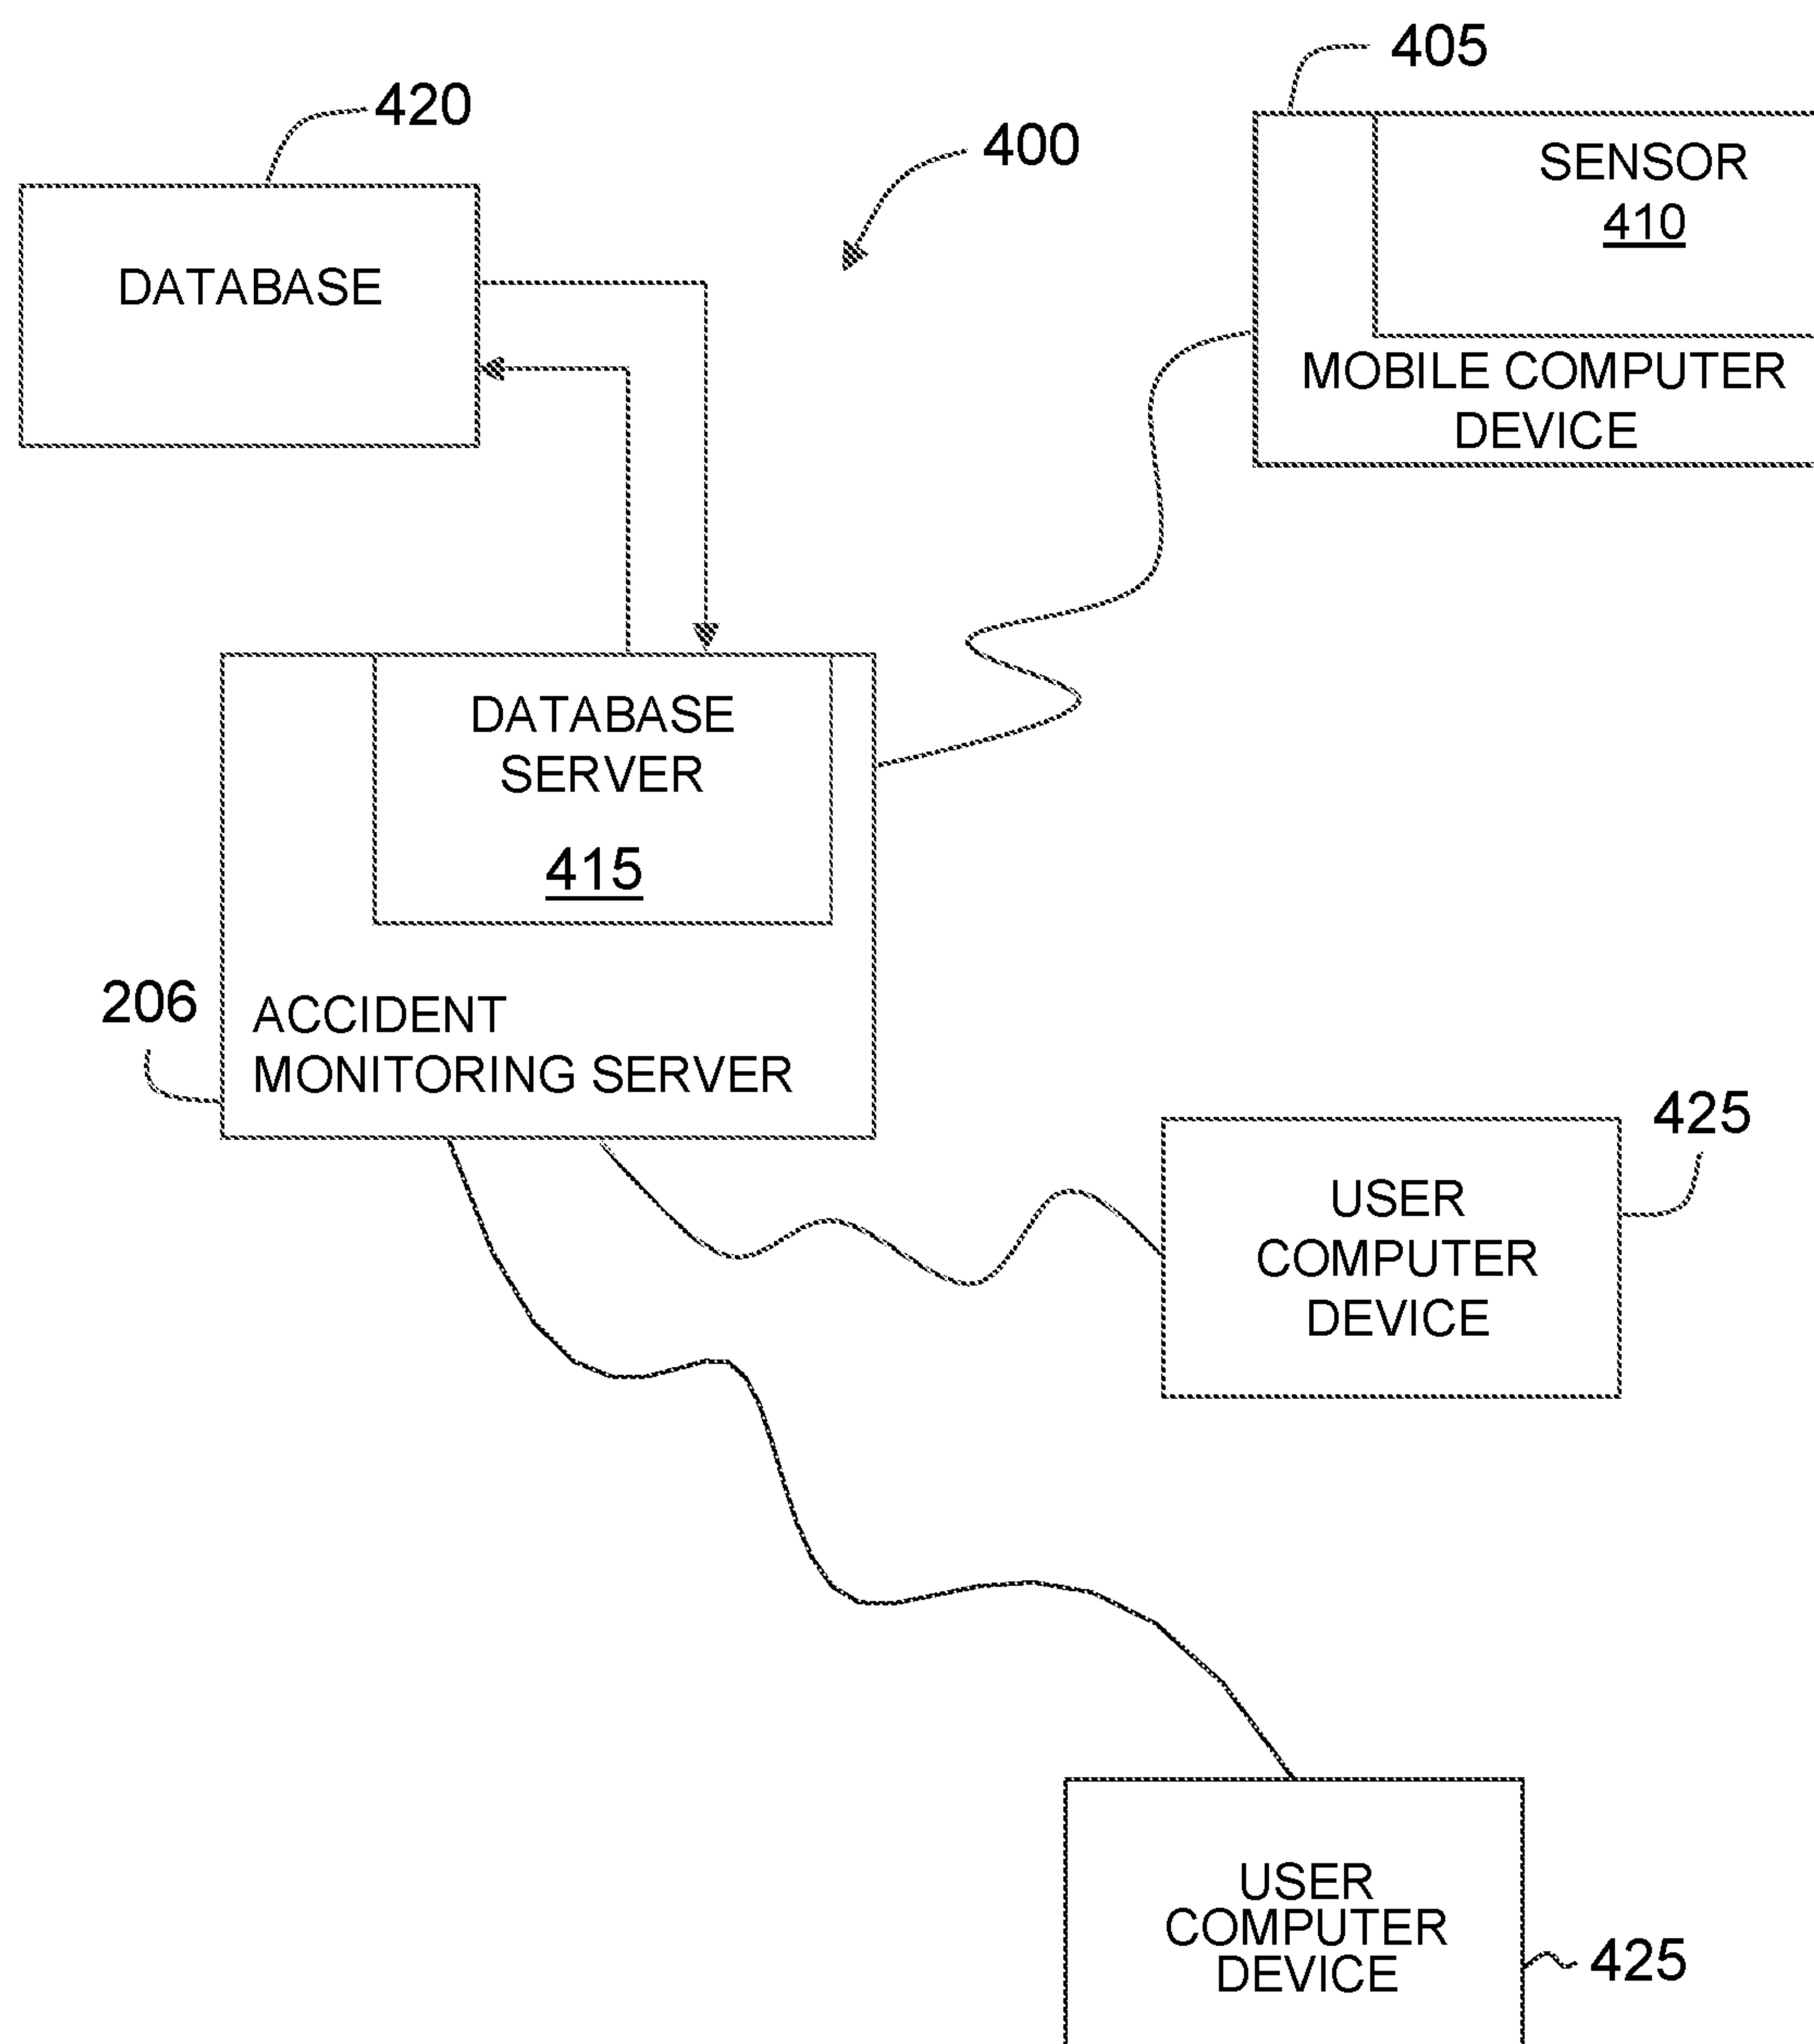 405
420
400
SENSOR
410
DATABASE
MOBILE COMPUTER
DEVICE
DATABASE
SERVER
415
206
ACCIDENT
MONITORING SERVER
425
USER
COMPUTER
DEVICE
USER
COMPUTER
DEVICE
425